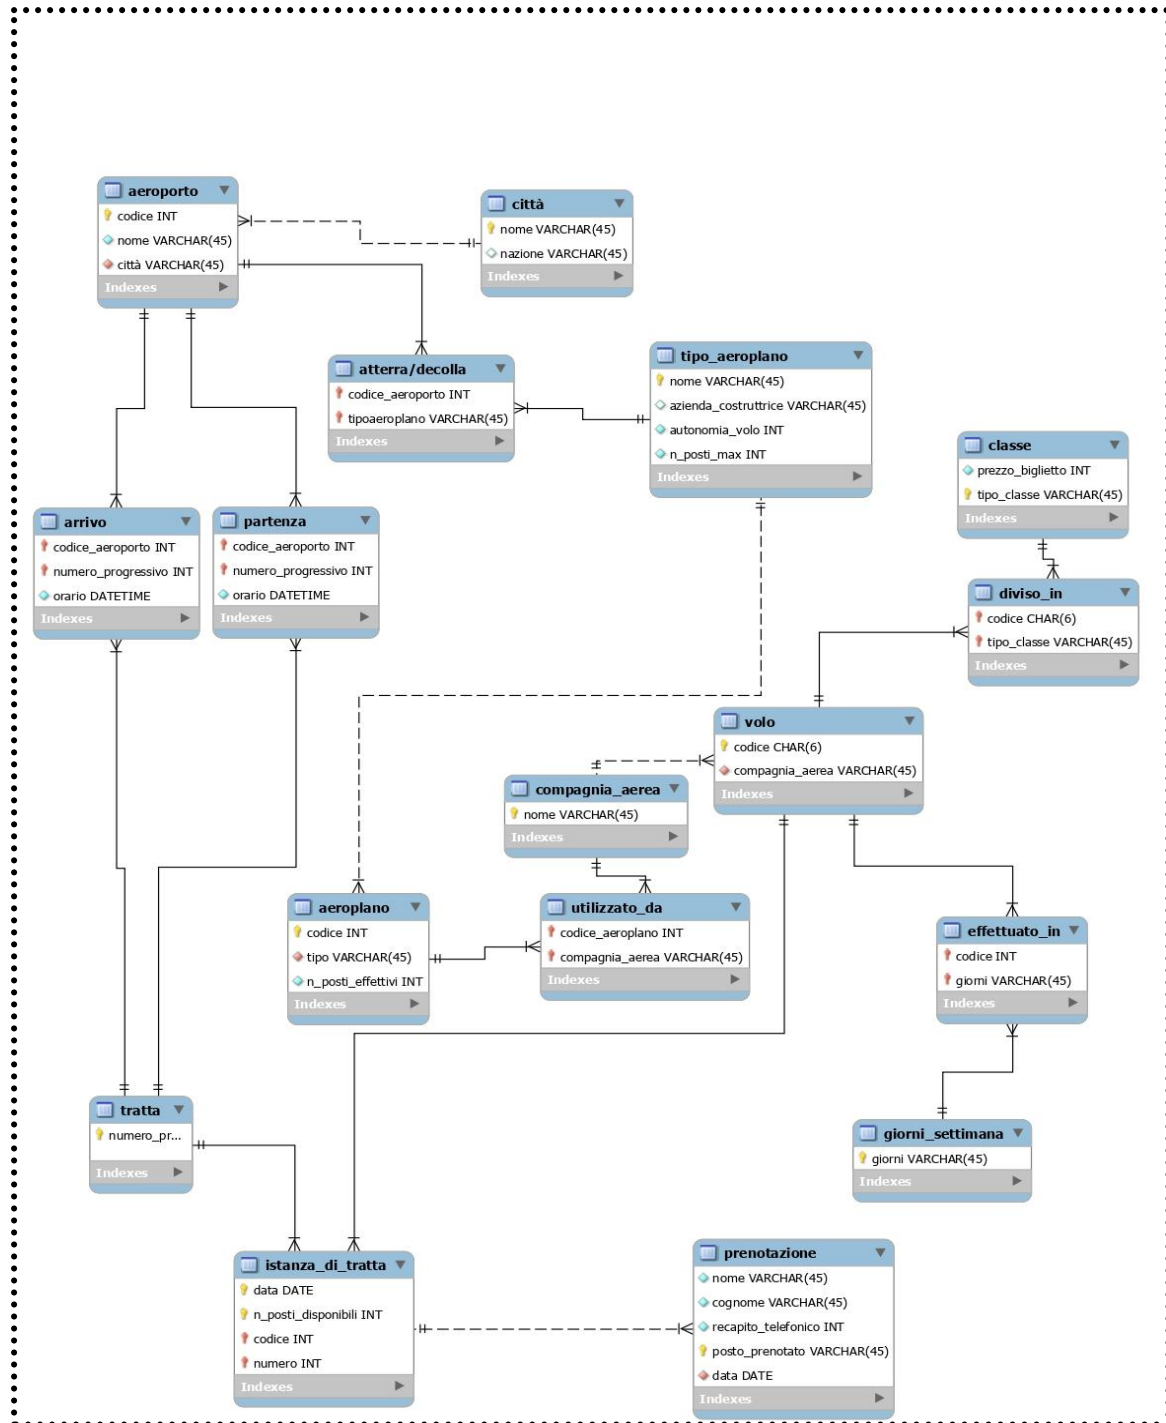 aeroporto
codice INT
nome VARCHAR(45)
città VARCHAR(45)
Indexes
città
nome VARCHAR(45)
nazione VARCHAR(45)
Indexes
atterra/decolla
codice_aeroporto INT
tipoaeroplano VARCHAR(45)
Indexes
tipo_aeroplano
nome VARCHAR(45)
azienda_costruttrice VARCHAR(45)
autonomia_volo INT
n_posti_max INT
Indexes
classe
prezzo_biglietto INT
tipo_classe VARCHAR(45)
Indexes
arrivo
codice_aeroporto INT
numero_progressivo INT
orario DATETIME
Indexes
partenza
codice_aeroporto INT
numero_progressivo INT
orario DATETIME
Indexes
diviso_in
codice CHAR(6)
tipo_classe VARCHAR(45)
Indexes
volo
codice CHAR(6)
compagnia_aerea VARCHAR(45)
Indexes
compagnia_aerea
nome VARCHAR(45)
Indexes
aeroplano
codice INT
tipo VARCHAR(45)
n_posti_effettivi INT
Indexes
utilizzato_da
codice_aeroplano INT
compagnia_aerea VARCHAR(45)
Indexes
effettuato_in
codice INT
giorni VARCHAR(45)
Indexes
tratta
numero_pr...
Indexes
giorni_settimana
giorni VARCHAR(45)
Indexes
istanza_di_tratta
data DATE
n_posti_disponibili INT
codice INT
numero INT
Indexes
prenotazione
nome VARCHAR(45)
cognome VARCHAR(45)
recapito_telefonico INT
posto_prenotato VARCHAR(45)
data DATE
Indexes